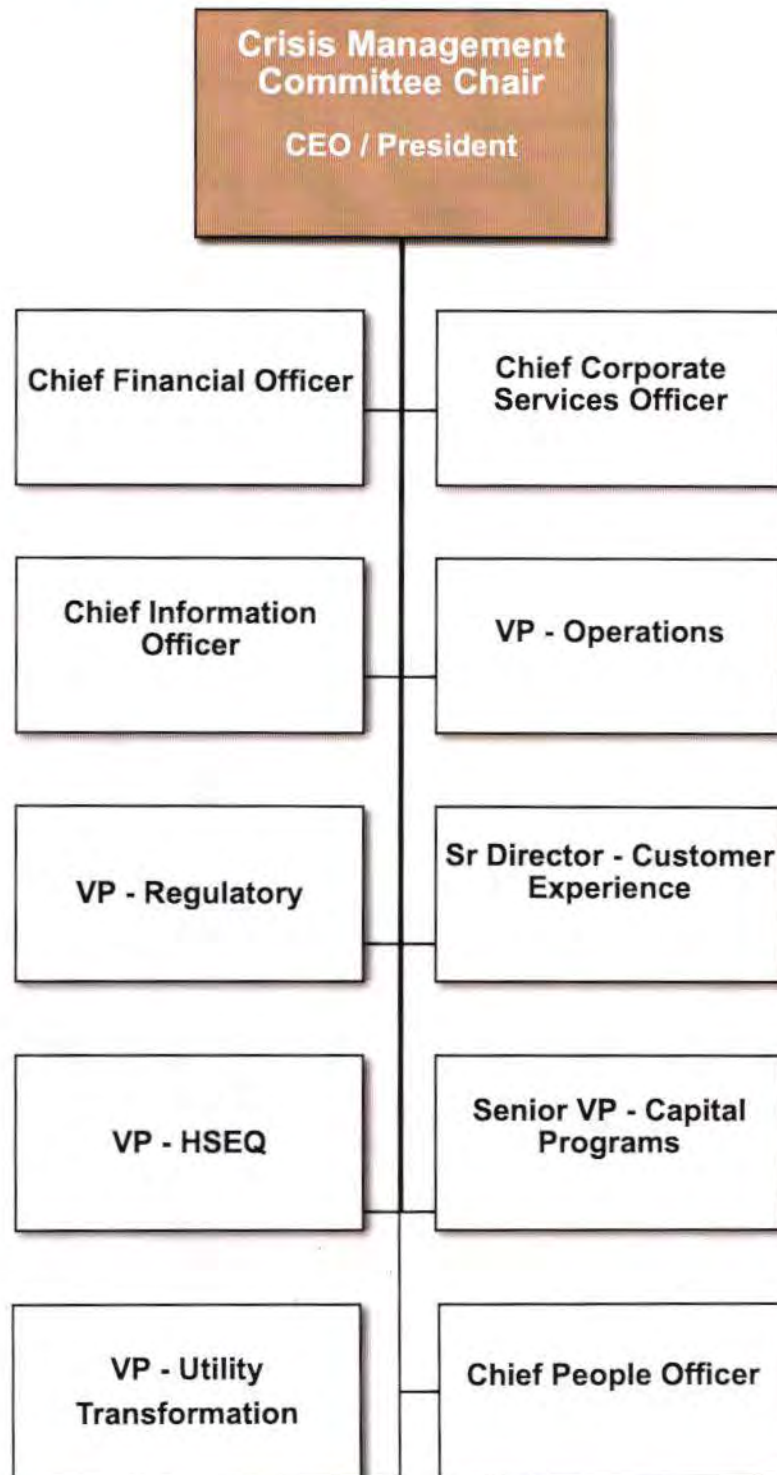 Crisis Management
Committee Chair
CEO / President
Chief Financial Officer
Chief Corporate
Services Officer
Chief Information
Officer
VP - Operations
VP - Regulatory
Sr Director - Customer
Experience
VP - HSEQ
Senior VP - Capital
Programs
VP - Utility
Transformation
Chief People Officer